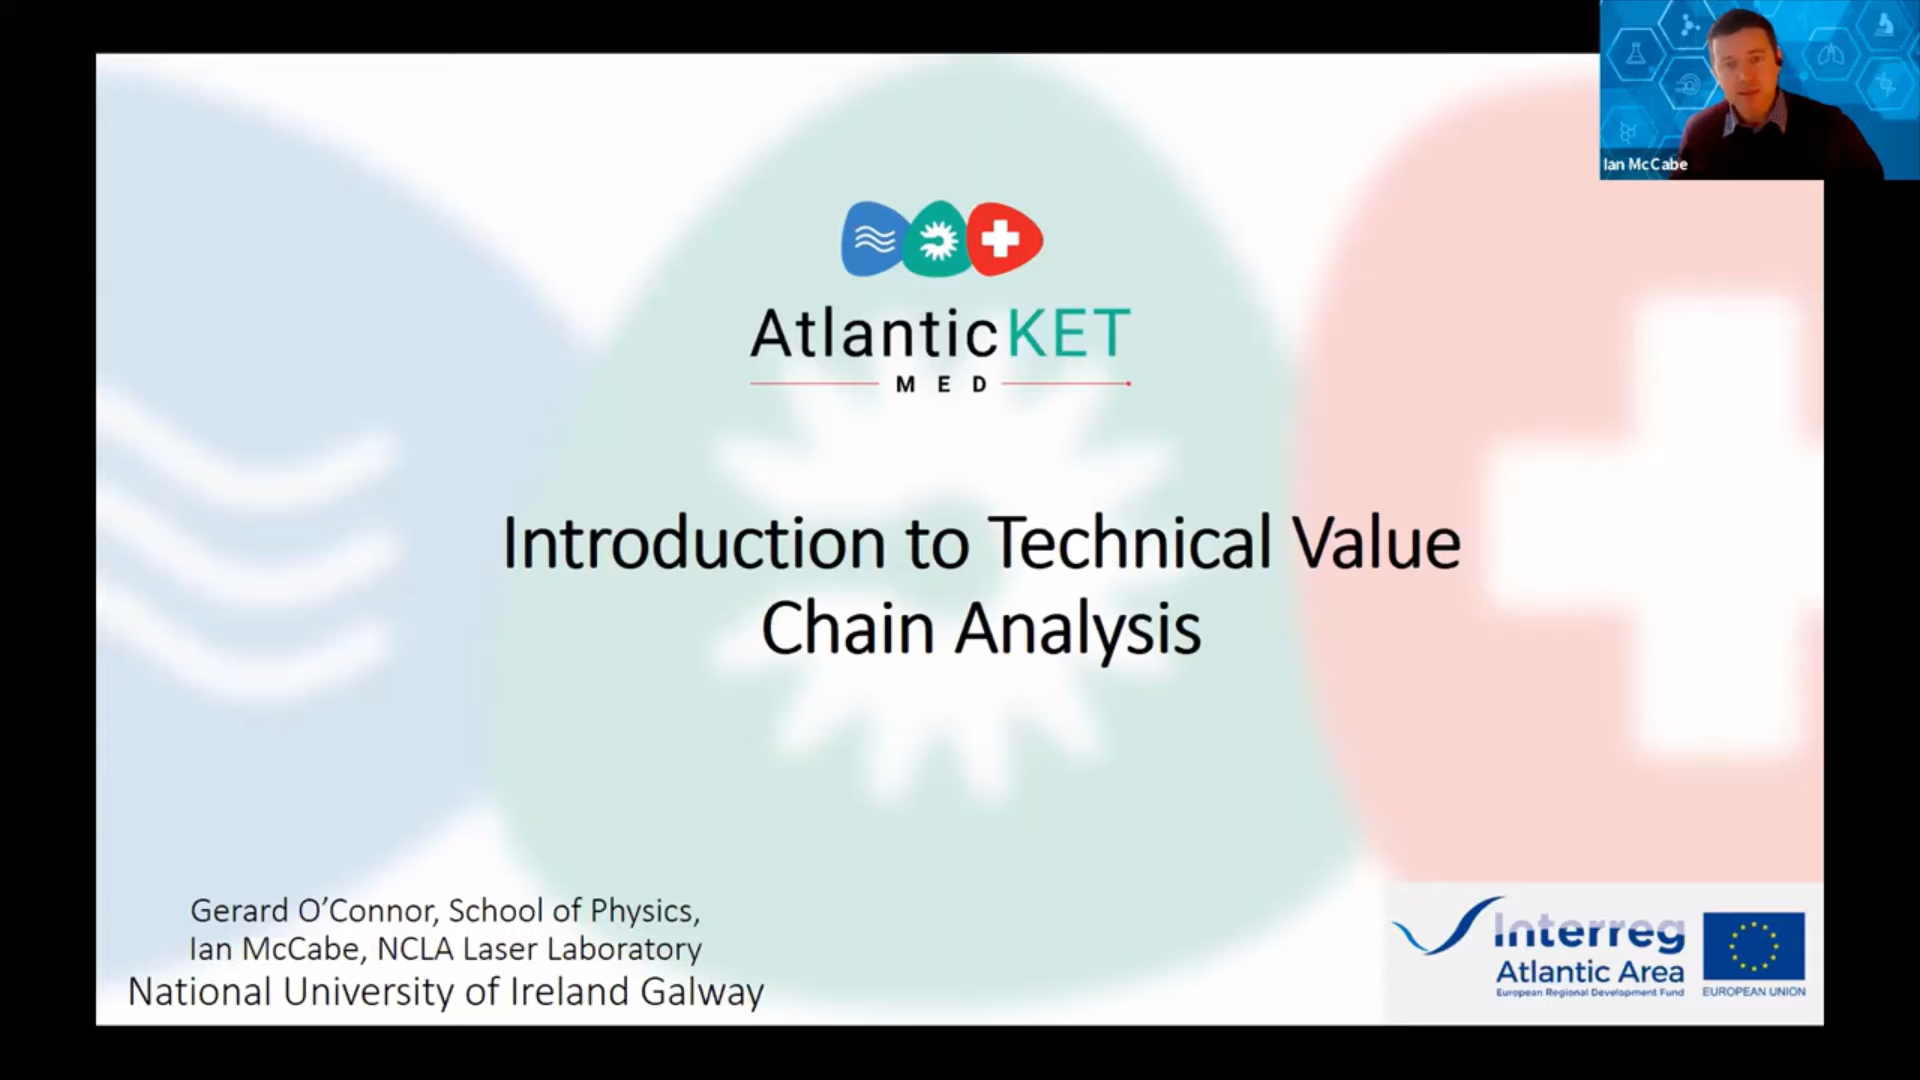 Ian McCabe
AtlanticKET
MED
Introduction to Technical Value
Chain Analysis
Gerard O’Connor, School of Physics,
Ian McCabe, NCLA Laser Laboratory
National University of Ireland Galway
Interreg
Atlantic Area
European Regional Development Fund
EUROPEAN UNION